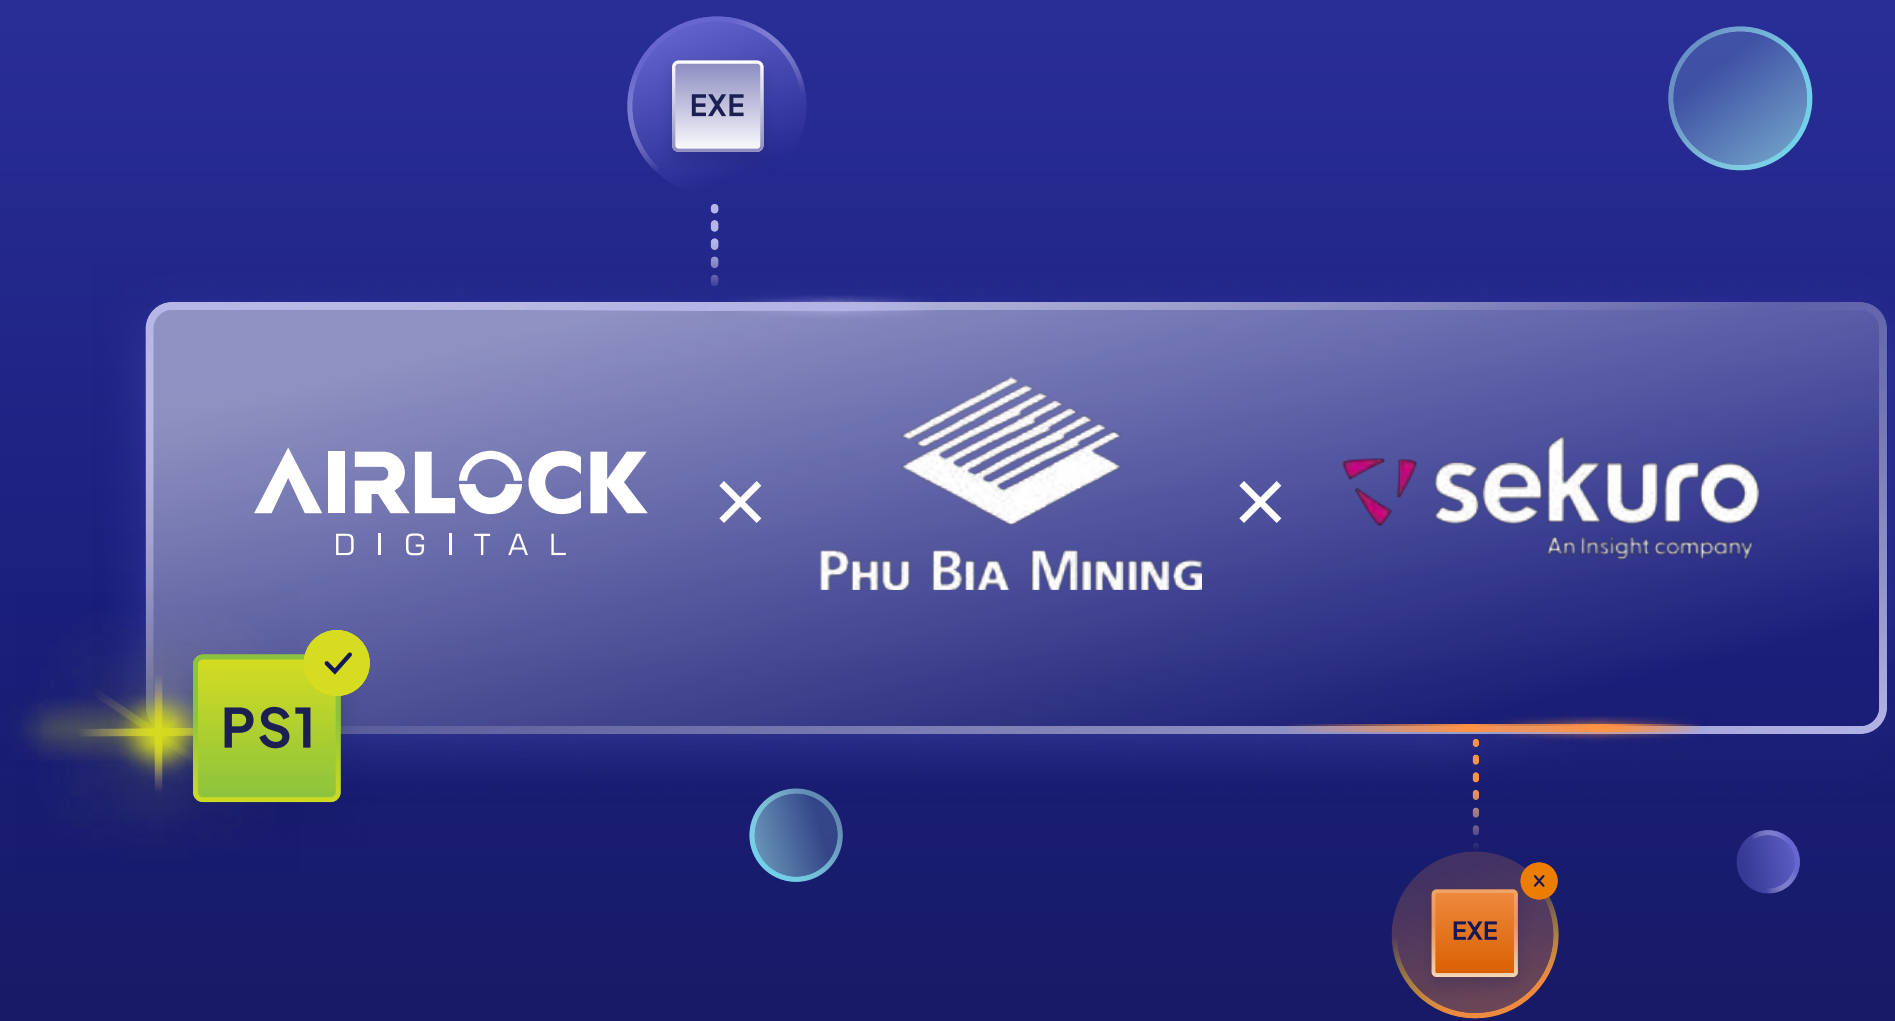 EXE
AIRLOCK
DIGITAL
PHU BIA MINING
sekuro
An Insight company
PS1
EXE